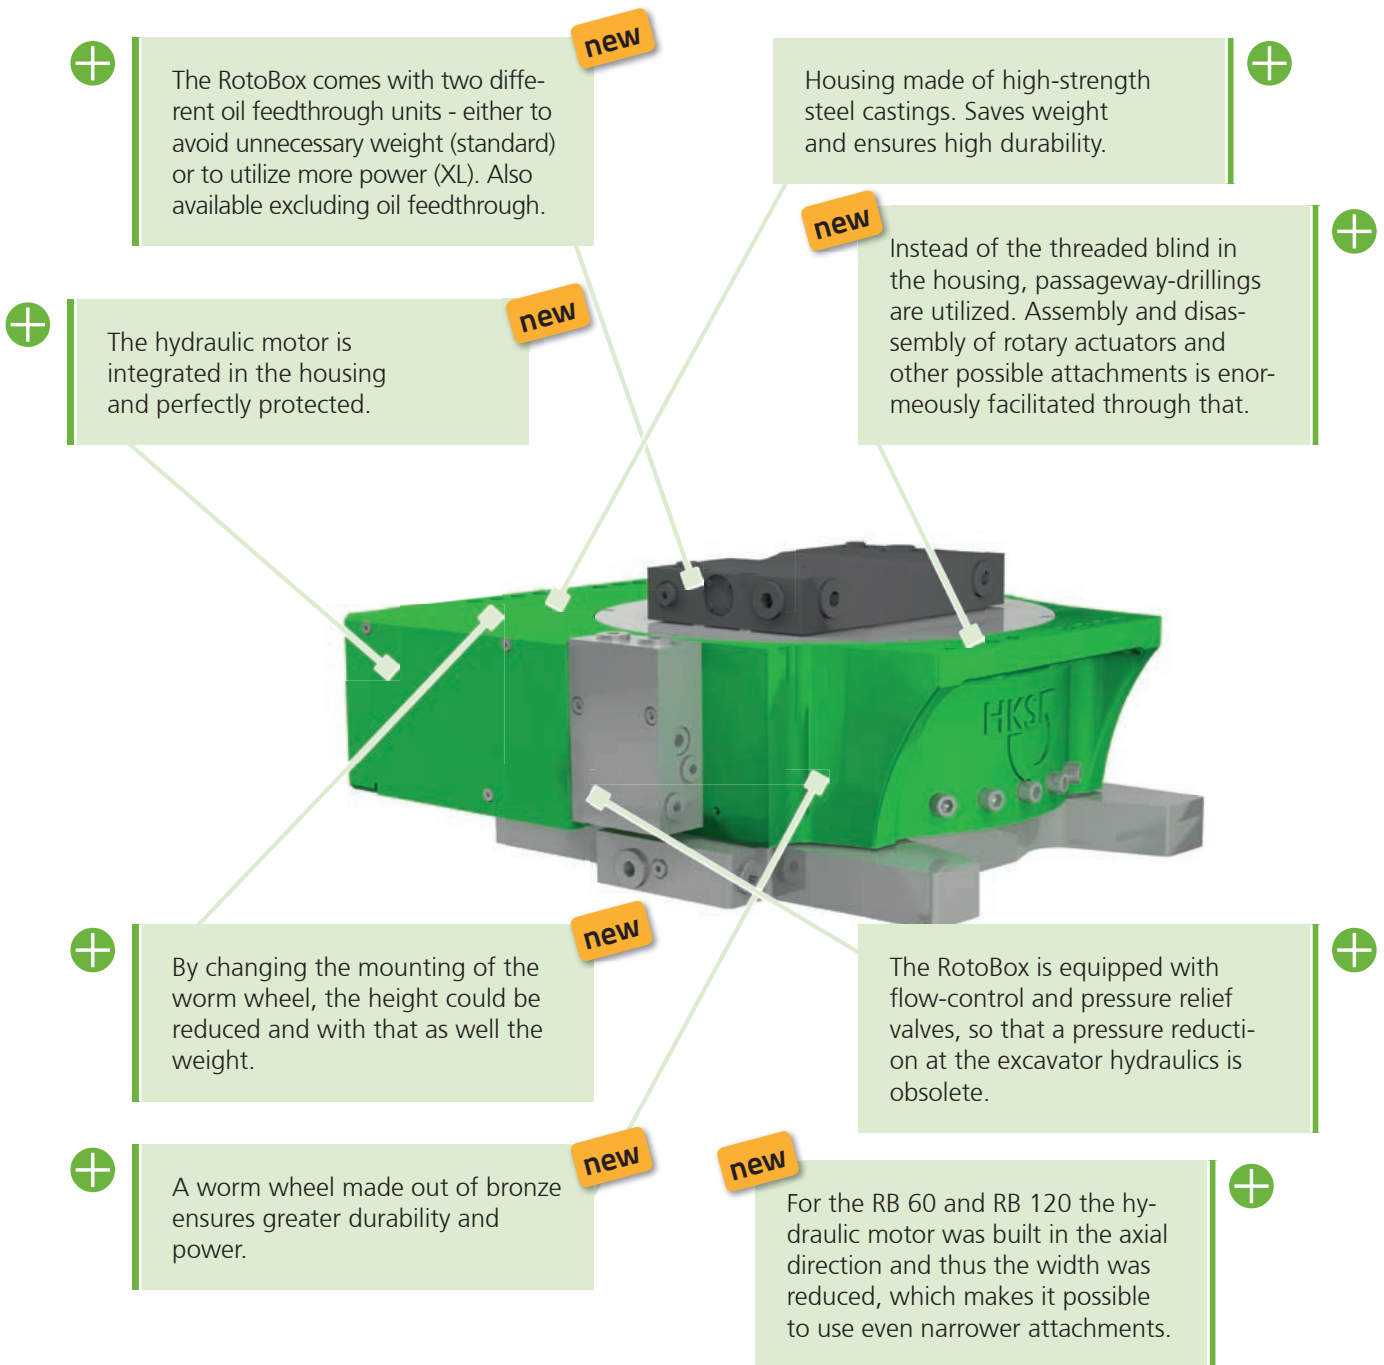 new
The RotoBox comes with two diffe-
rent oil feedthrough units - either to
avoid unnecessary weight (standard)
or to utilize more power (XL). Also
available excluding oil feedthrough.
Housing made of high-strength
steel castings. Saves weight
and ensures high durability.
new
Instead of the threaded blind in
the housing, passageway-drillings
are utilized. Assembly and disas-
sembly of rotary actuators and
other possible attachments is enor-
meously facilitated through that.
new
The hydraulic motor is
integrated in the housing
and perfectly protected.
HKS
new
By changing the mounting of the
worm wheel, the height could be
reduced and with that as well the
weight.
The RotoBox is equipped with
flow-control and pressure relief
valves, so that a pressure reducti-
on at the excavator hydraulics is
obsolete.
new
A worm wheel made out of bronze
ensures greater durability and
power.
new
For the RB 60 and RB 120 the hy-
draulic motor was built in the axial
direction and thus the width was
reduced, which makes it possible
to use even narrower attachments.